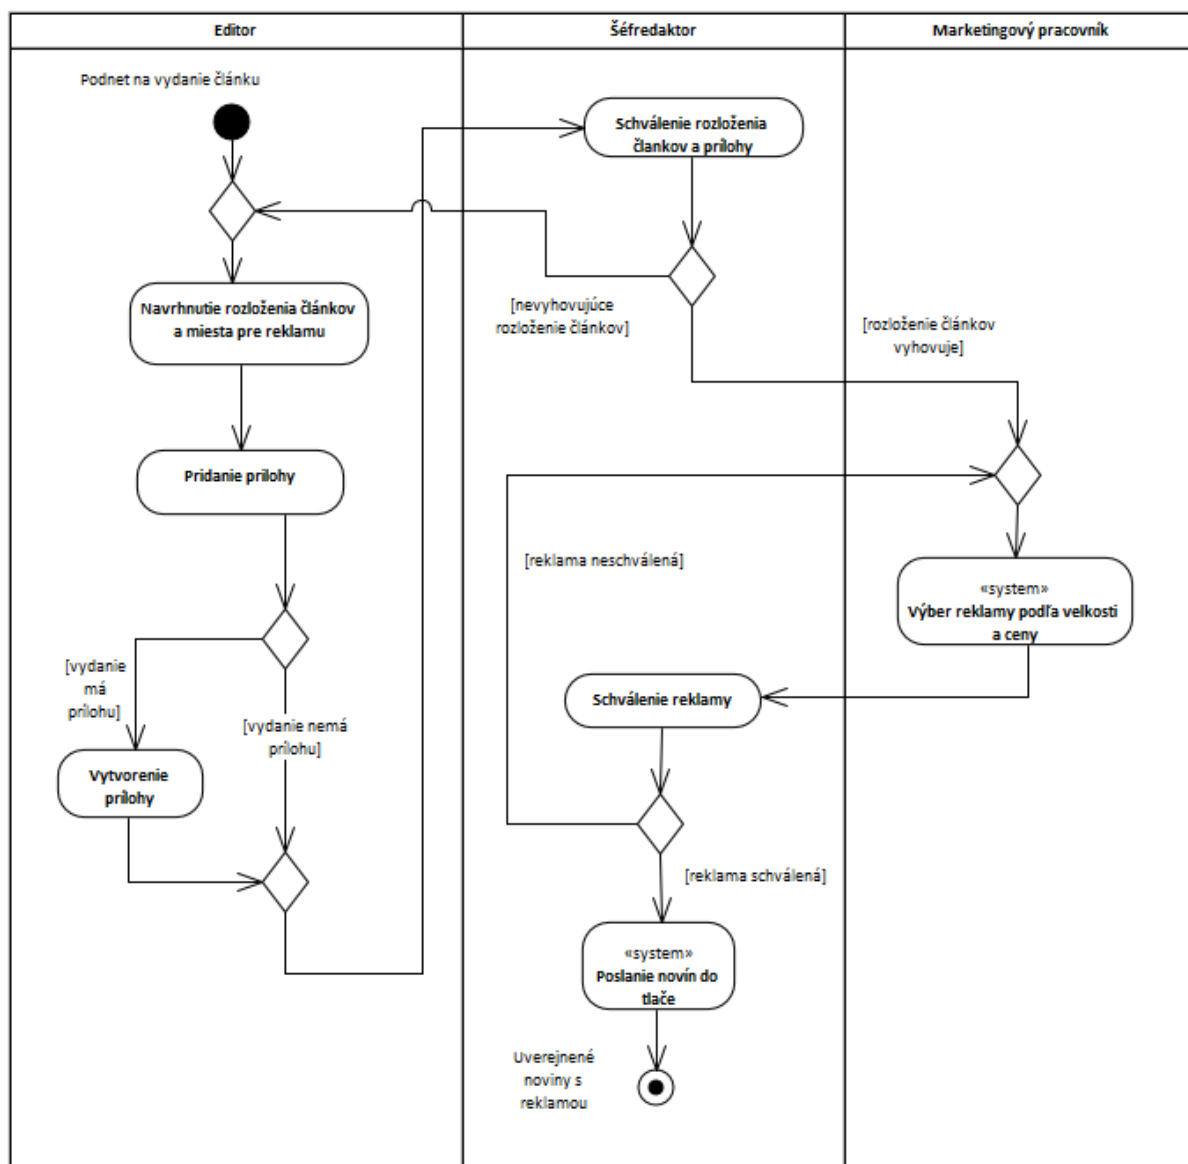 Editor
Šéfredaktor
Marketingový pracovník
Podnet na vydanie článku
Schválenie rozloženia
člankov a prílohy
Navrhnutie rozloženia článkov
a miesta pre reklamu
[nevyhovujúce
rozloženie článkov]
[rozloženie článkov
vyhovuje]
Pridanie prilohy
[reklama neschválená]
«system»
Výber reklamy podľa velkosti
a ceny
[vydanie
má
prílohu]
[vydanie nemá
prílohu]
Schválenie reklamy
Vytvorenie
prílohy
[reklama schválená]
«system»
Poslanie novín do
tlače
Uverejnené
noviny s
reklamou